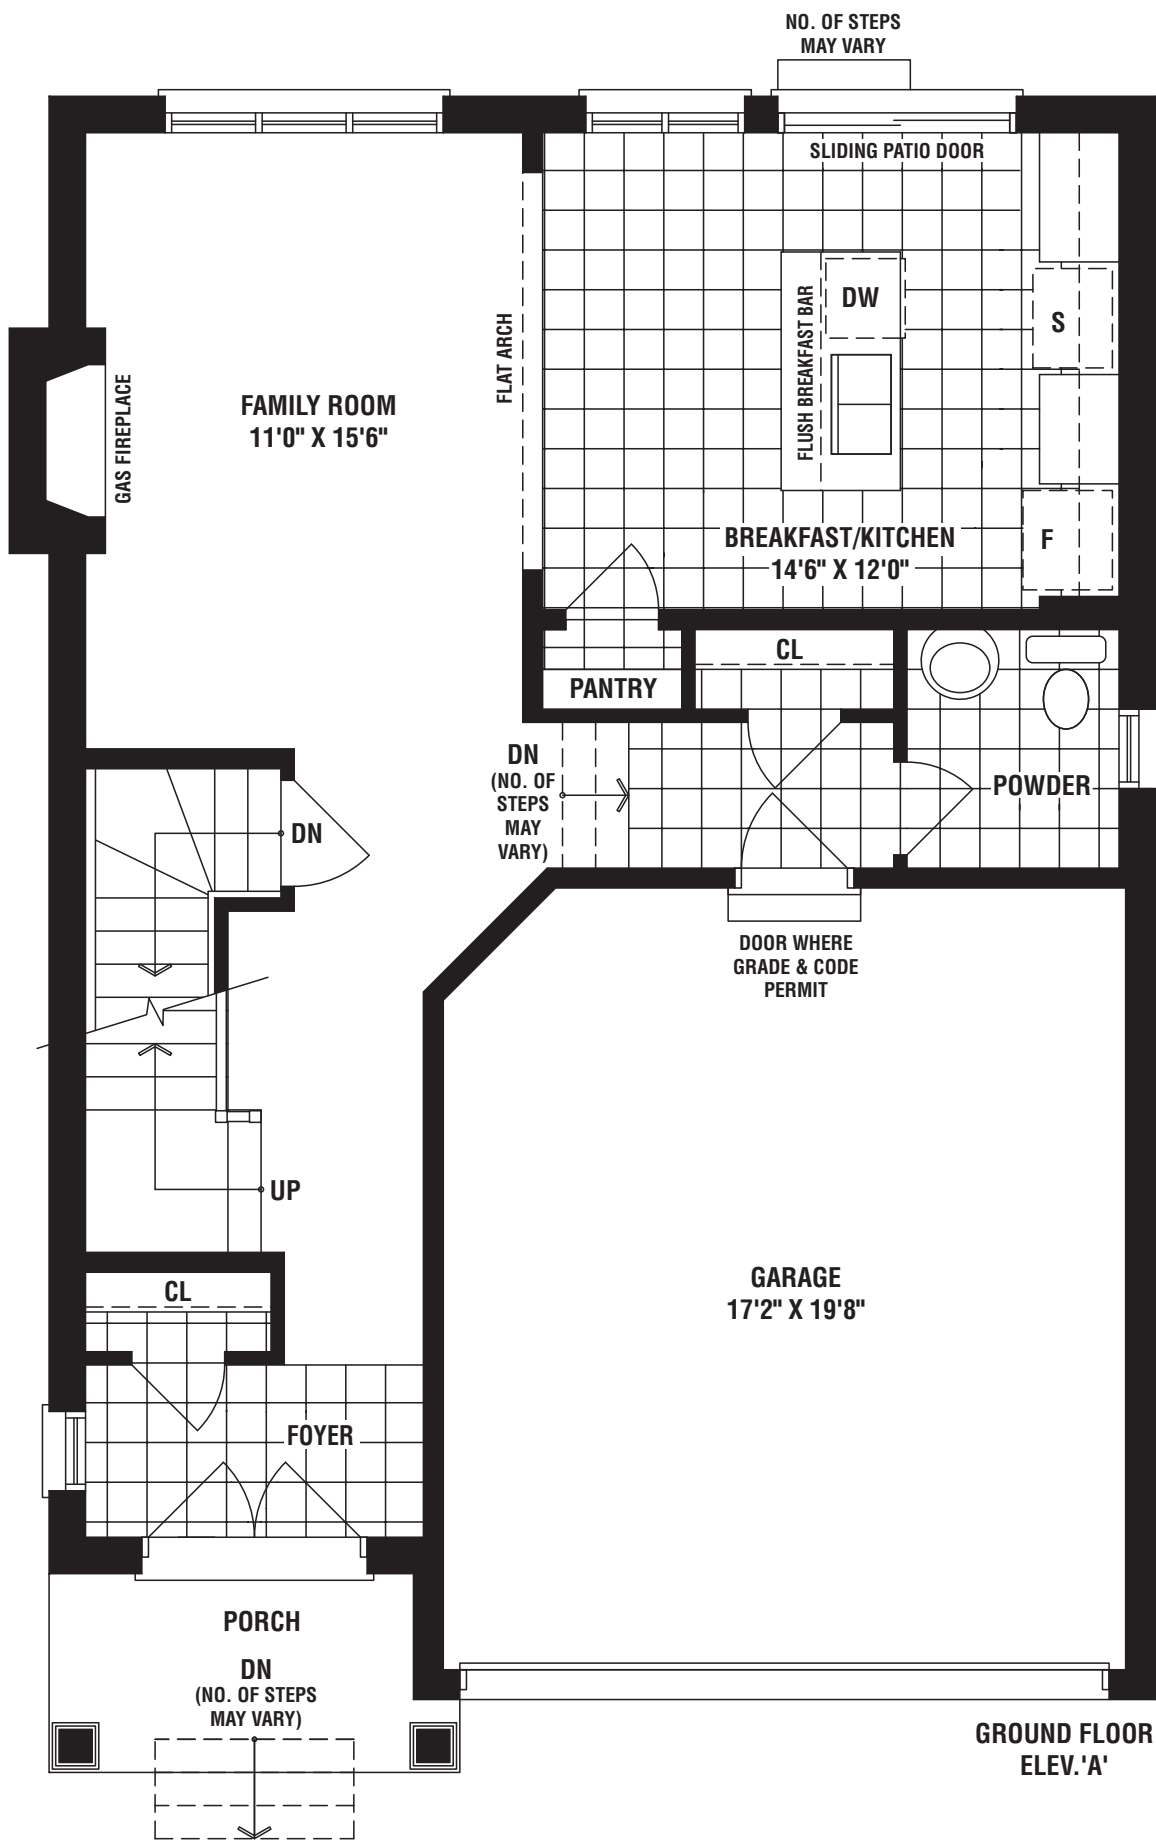 NO. OF STEPS
MAY VARY
SLIDING PATIO DOOR
DW
S
FLUSH BREAKFAST BAR
FLAT ARCH
GAS FIREPLACE
FAMILY ROOM
11'0" X 15'6"
BREAKFAST/KITCHEN
14'6" X 12'0"
F
CL
PANTRY
DN
(NO. OF
STEPS
MAY
VARY)
POWDER
DN
DOOR WHERE
GRADE & CODE
PERMIT
UP
CL
GARAGE
17'2" X 19'8"
FOYER
PORCH
DN
(NO. OF STEPS
MAY VARY)
GROUND FLOOR
ELEV.'A'